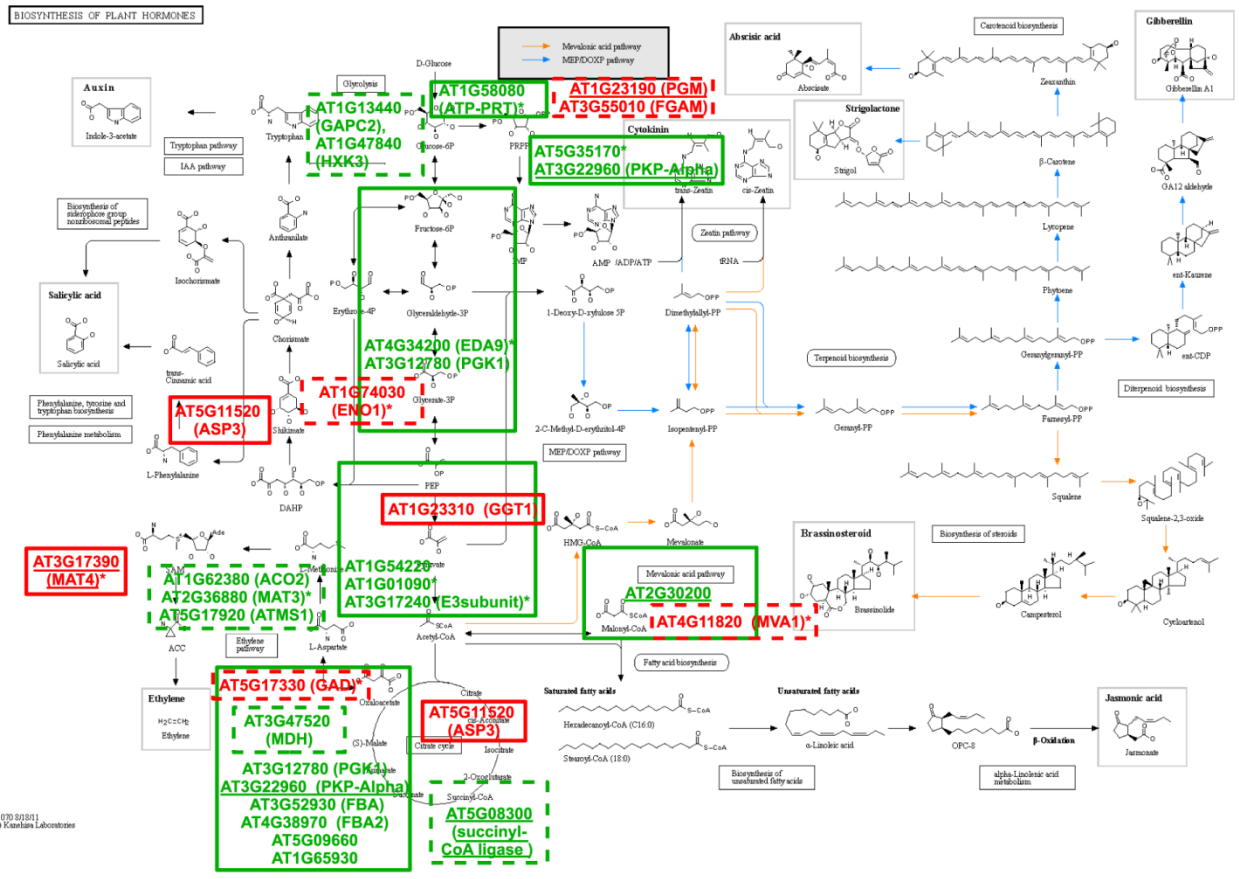 BIOSYNTHESIS OF PLANT HORMONES
Mevalonic acid pathway
MEP/DOXP pathway
Auxin
Indole-3-acetate
Tryptophan pathway
IAA pathway
Tryptophan
Glycolysis
D-Glucose
Glucose-6P
PRPP
AT1G13440
(GAPC2),
AT1G47840
(HXK3)
AT1G58080
(ATP-PRT)*
AT1G23190 (PGM)
AT3G55010 (FGAM)
Cytokinin
AT5G35170*
AT3G22960 (PKP-Alpha)
trans-Zeatin
cis-Zeatin
Zeatin pathway
Abscisic acid
Abscisate
Strigolactone
Strigol
Carotenoid biosynthesis
Zeaxanthin
β-Carotene
Lycopene
Phytoene
Geranylgeranyl-PP
Gibberellin
Gibberellin A1
GA12 aldehyde
ent-Kaurene
ent-CDP
Diterpenoid biosynthesis
Biosynthesis of
siderophore group
nonribosomal peptides
Isochorismate
Anthranilate
Fructose-6P
IMP
AMP /ADP/ATP
tRNA
Salicylic acid
Salicylic acid
Chorismate
Erythrose-4P
Glyceraldehyde-3P
1-Deoxy-D-xylulose 5P
Dimethylallyl-PP
Terpenoid biosynthesis
trans-
Cinnamic acid
AT4G34200 (EDA9)*
AT3G12780 (PGK1)
Glycerate-3P
AT1G74030
(ENO1)*
AT5G11520
(ASP3)
Shikimate
Phenylalanine, tyrosine and
tryptophan biosynthesis
Phenylalanine metabolism
L-Phenylalanine
2-C-Methyl-D-erythritol-4P
MEP/DOXP pathway
Isopentenyl-PP
Geranyl-PP
Farnesyl-PP
DAHP
PEP
AT1G23310 (GGT1)
Pyruvate
AT1G54220
AT1G01090*
AT3G17240 (E3subunit)*
HMG-CoA
Mevalonate
Mevalonic acid pathway
Squalene
Squalene-2,3-oxide
Biosynthesis of steroids
Brassinosteroid
Brassinolide
Campesterol
Cycloartenol
AT3G17390
(MAT4)*
SAM
L-Methionine
AT1G62380 (ACO2)
AT2G36880 (MAT3)*
AT5G17920 (ATMS1)
ACC
Ethylene
pathway
L-Aspartate
Acetyl-CoA
AT2G30200
Malonyl-CoA
AT4G11820 (MVA1)*
Fatty acid biosynthesis
Ethylene
H₂C=CH₂
Ethylene
AT5G17330 (GAD)*
Oxaloacetate
AT3G47520
(MDH)
(S)-Malate
Citrate cycle
Citrate
cis-Aconitate
AT5G11520
(ASP3)
Isocitrate
2-Oxoglutarate
Succinyl-CoA
AT3G12780 (PGK1)
AT3G22960 (PKP-Alpha)
AT3G52930 (FBA)
AT4G38970 (FBA2)
AT5G09660
AT1G65930
AT5G08300
(succinyl-
CoA ligase )
Saturated fatty acids
Hexadecanoyl-CoA (C16:0)
Stearoyl-CoA (18:0)
Unsaturated fatty acids
α-Linoleic acid
Biosynthesis of
unsaturated fatty acids
OPC-8
β-Oxidation
alpha-Linolenic acid
metabolism
Jasmonic acid
Jasmonate
070 8/18/11
Kanehisa Laboratories